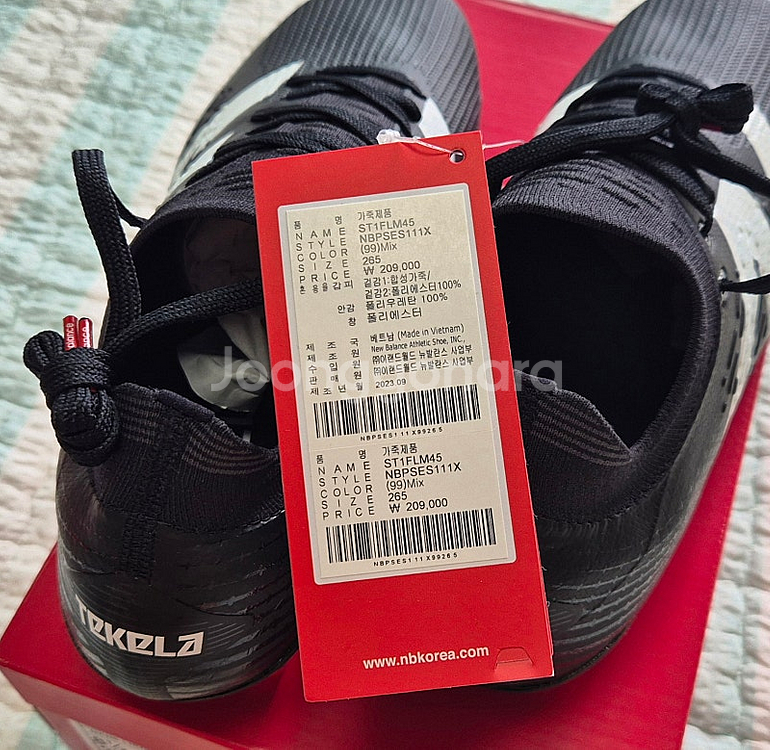 품 명 가죽제품
NAME ST1FLM45
STYLE NBPSES111X
COLOR (99)Mix
SIZE 265
PRICE ₩ 209,000
겉감1:합성가죽/
겉감2:폴리에스터100%
안감 폴리우레탄 100%
창 폴리에스터
제조국 베트남 (Made in Vietnam)
제조원 New Balance Athletic Shoe, INC.,
수입원 ㈜이랜드월드 뉴발란스 사업부
판매원 ㈜이랜드월드 뉴발란스 사업부
제조년월 2023.09
NBPSES111X99265
품 명 가죽제품
NAME ST1FLM45
STYLE NBPSES111X
COLOR (99)Mix
SIZE 265
PRICE ₩ 209,000
NBPSES111X99265
www.nbkorea.com
TEKELA
Joonggonara